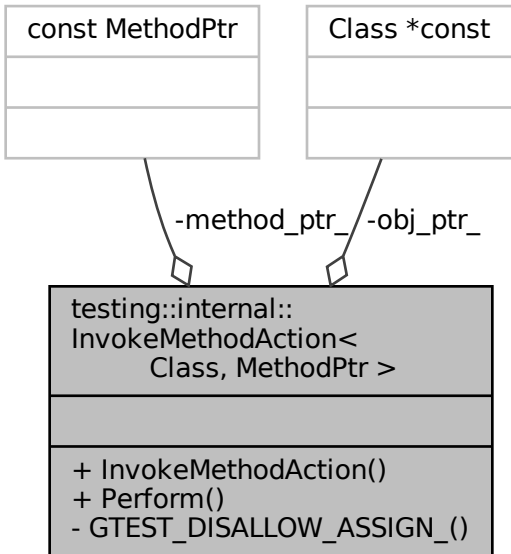 const MethodPtr
Class *const
-method_ptr_
-obj_ptr_
testing::internal::
InvokeMethodAction<
Class, MethodPtr >
+ InvokeMethodAction()
+ Perform()
- GTEST_DISALLOW_ASSIGN_()